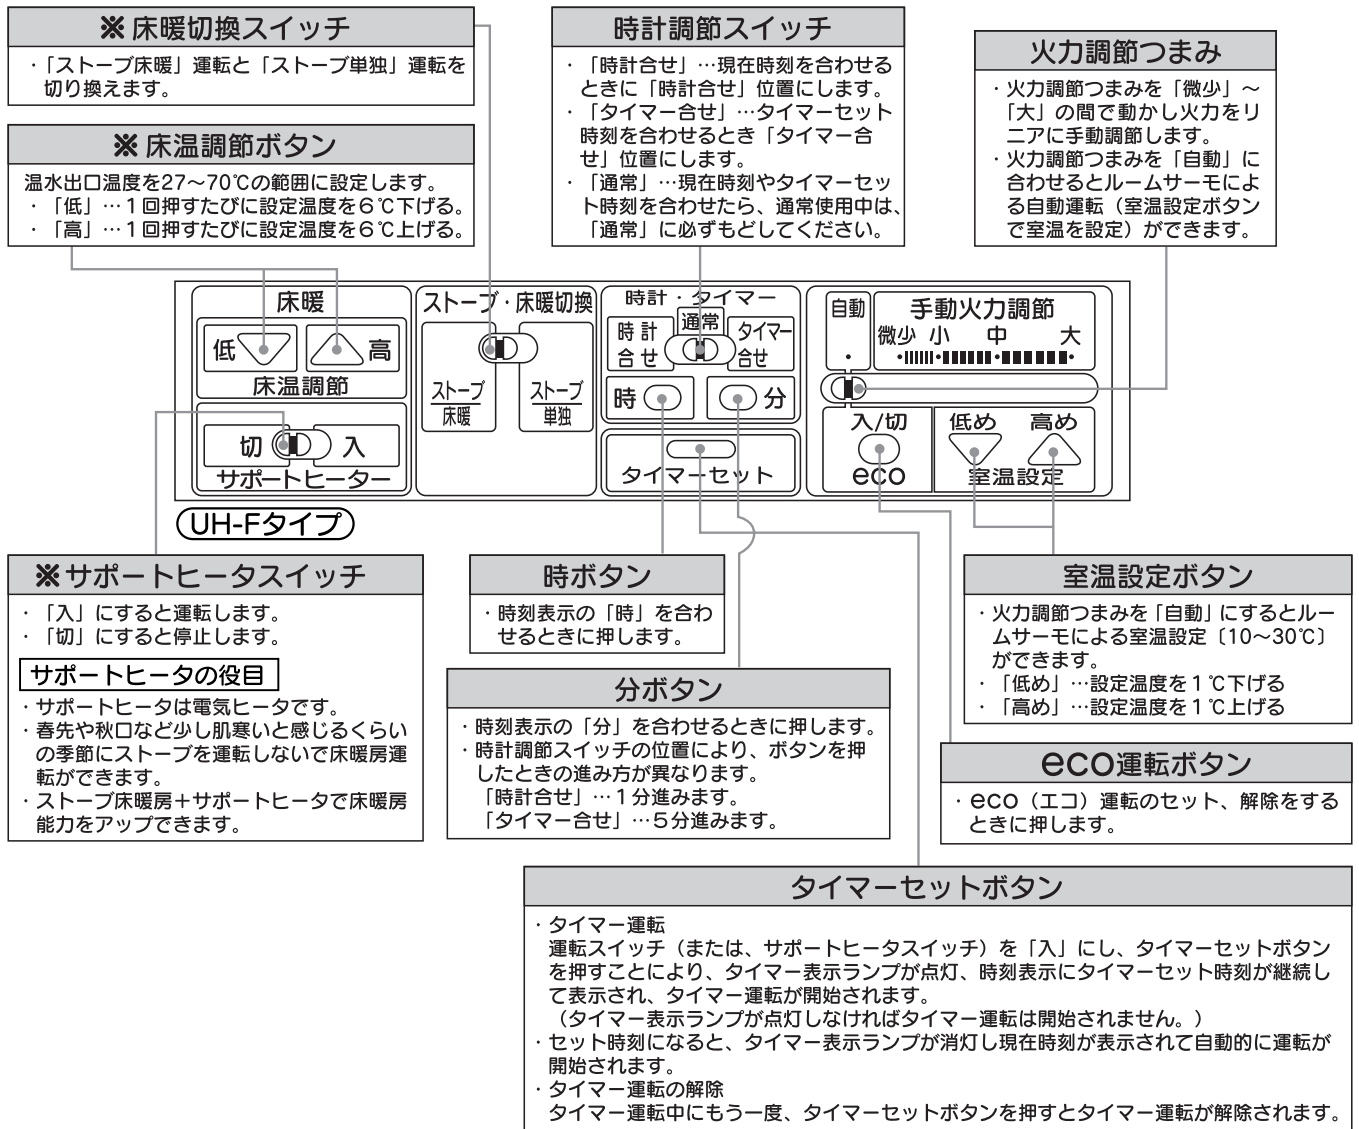 ※床暖切換スイッチ
・「ストーブ床暖」運転と「ストーブ単独」運転を
切り換えます。
※床温調節ボタン
温水出口温度を27～70℃の範囲に設定します。
・「低」…１回押すたびに設定温度を６℃下げる。
・「高」…１回押すたびに設定温度を６℃上げる。
時計調節スイッチ
・「時計合せ」…現在時刻を合わせる
ときに「時計合せ」位置にします。
・「タイマー合せ」…タイマーセット
時刻を合わせるとき「タイマー合
せ」位置にします。
・「通常」…現在時刻やタイマーセッ
ト時刻を合わせたら、通常使用中は、
「通常」に必ずもどしてください。
火力調節つまみ
・火力調節つまみを「微少」～
「大」の間で動かし火力をリ
ニアに手動調節します。
・火力調節つまみを「自動」に
合わせるとルームサーモによ
る自動運転（室温設定ボタン
で室温を設定）ができます。
床暖
低 高
床温調節
切 入
サポートヒーター
ストーブ・床暖切換
ストーブ
床暖
ストーブ
単独
時計・タイマー
時計
合せ
通常
タイマー
合せ
時 分
タイマーセット
自動
手動火力調節
微少 小 中 大
入/切
eco
低め 高め
室温設定
UH-Fタイプ
※サポートヒータスイッチ
・「入」にすると運転します。
・「切」にすると停止します。
サポートヒータの役目
・サポートヒータは電気ヒータです。
・春先や秋口など少し肌寒いと感じるくらい
の季節にストーブを運転しないで床暖房運
転ができます。
・ストーブ床暖房＋サポートヒータで床暖房
能力をアップできます。
時ボタン
・時刻表示の「時」を合わ
せるときに押します。
分ボタン
・時刻表示の「分」を合わせるときに押します。
・時計調節スイッチの位置により、ボタンを押
したときの進み方が異なります。
「時計合せ」…１分進みます。
「タイマー合せ」…５分進みます。
室温設定ボタン
・火力調節つまみを「自動」にするとルー
ムサーモによる室温設定〔10～30℃〕
ができます。
・「低め」…設定温度を１℃下げる
・「高め」…設定温度を１℃上げる
eco運転ボタン
・eco（エコ）運転のセット、解除をする
ときに押します。
タイマーセットボタン
・タイマー運転
運転スイッチ（または、サポートヒータスイッチ）を「入」にし、タイマーセットボタン
を押すことにより、タイマー表示ランプが点灯、時刻表示にタイマーセット時刻が継続し
て表示され、タイマー運転が開始されます。
（タイマー表示ランプが点灯しなければタイマー運転は開始されません。）
・セット時刻になると、タイマー表示ランプが消灯し現在時刻が表示されて自動的に運転が
開始されます。
・タイマー運転の解除
タイマー運転中にもう一度、タイマーセットボタンを押すとタイマー運転が解除されます。